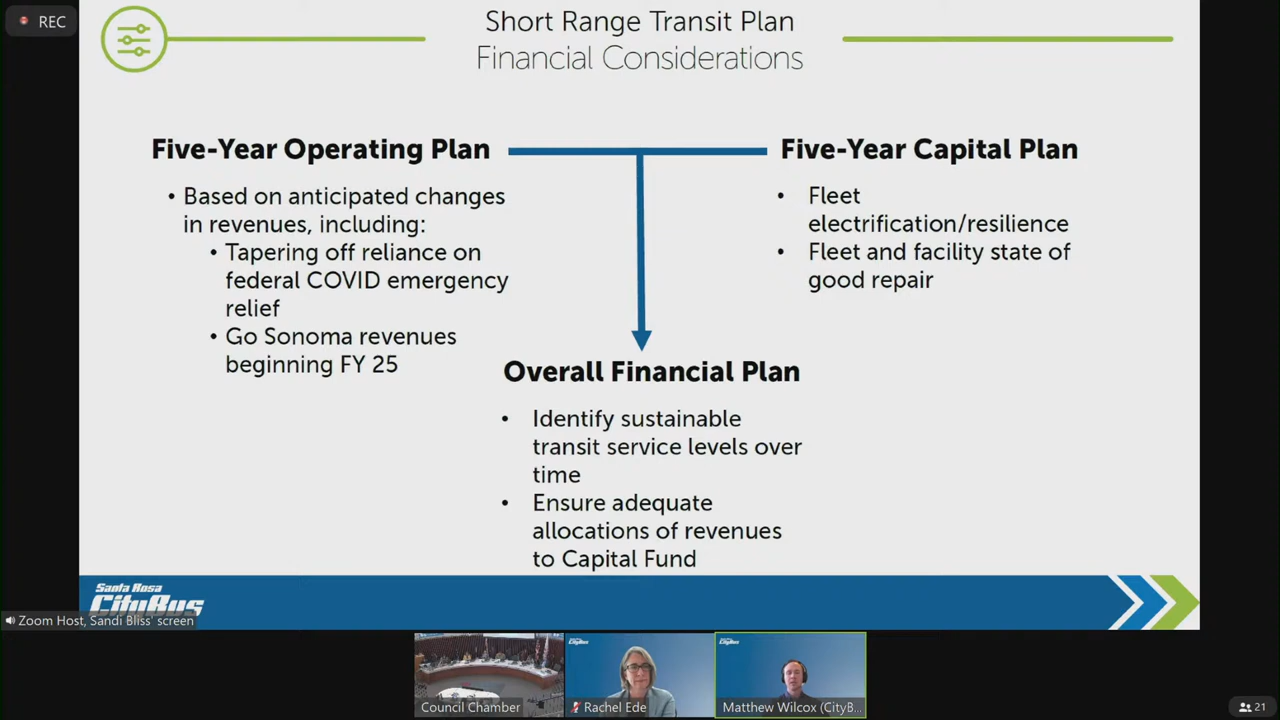 REC
Short Range Transit Plan
Financial Considerations
Five-Year Operating Plan
• Based on anticipated changes
in revenues, including:
• Tapering off reliance on
federal COVID emergency
relief
• Go Sonoma revenues
beginning FY 25
Five-Year Capital Plan
• Fleet
electrification/resilience
• Fleet and facility state of
good repair
Overall Financial Plan
• Identify sustainable
transit service levels over
time
• Ensure adequate
allocations of revenues
to Capital Fund
Santa Rosa
CityBus
Zoom Host, Sandi Bliss' screen
Council Chamber
CityBus
Rachel Ede
CityBus
Matthew Wilcox (CityB...
21